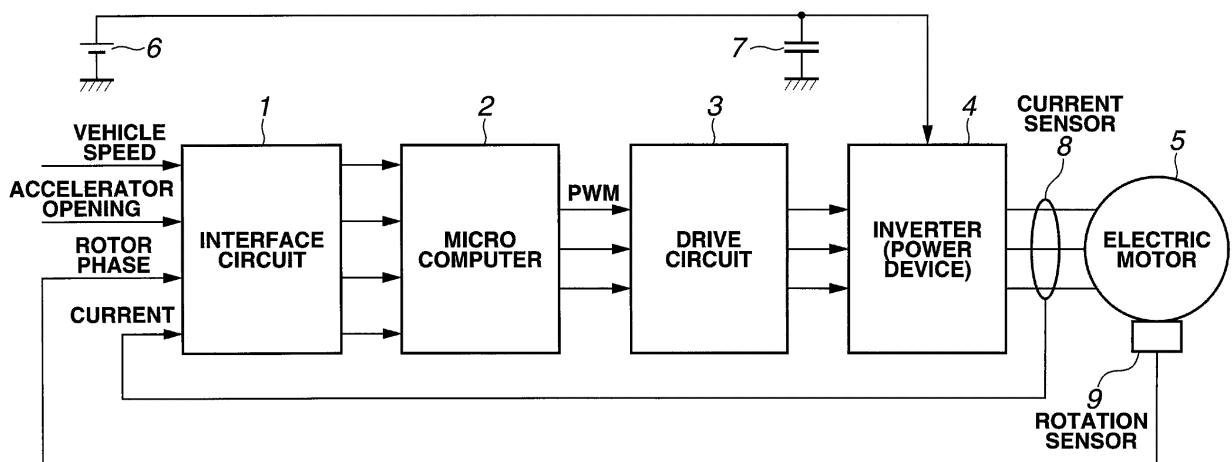 6
7
1
2
3
4
CURRENT
SENSOR
8
5
VEHICLE
SPEED
ACCELERATOR
OPENING
ROTOR
PHASE
CURRENT
INTERFACE
CIRCUIT
MICRO
COMPUTER
PWM
DRIVE
CIRCUIT
INVERTER
(POWER
DEVICE)
ELECTRIC
MOTOR
9
ROTATION
SENSOR